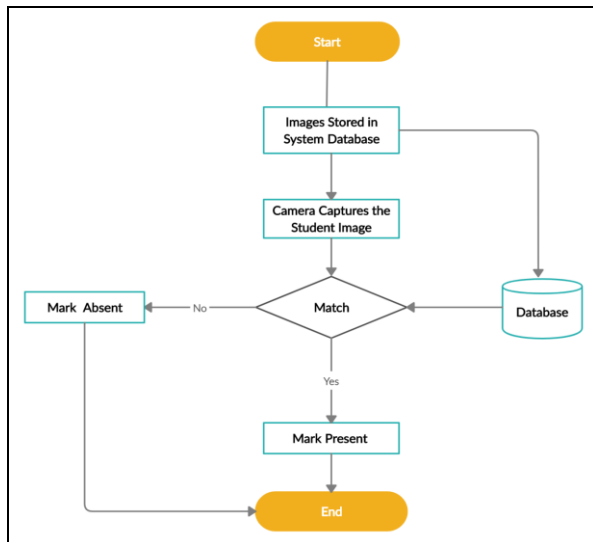 Start
Images Stored in
System Database
Camera Captures the
Student Image
Mark Absent
No
Match
Database
Yes
Mark Present
End